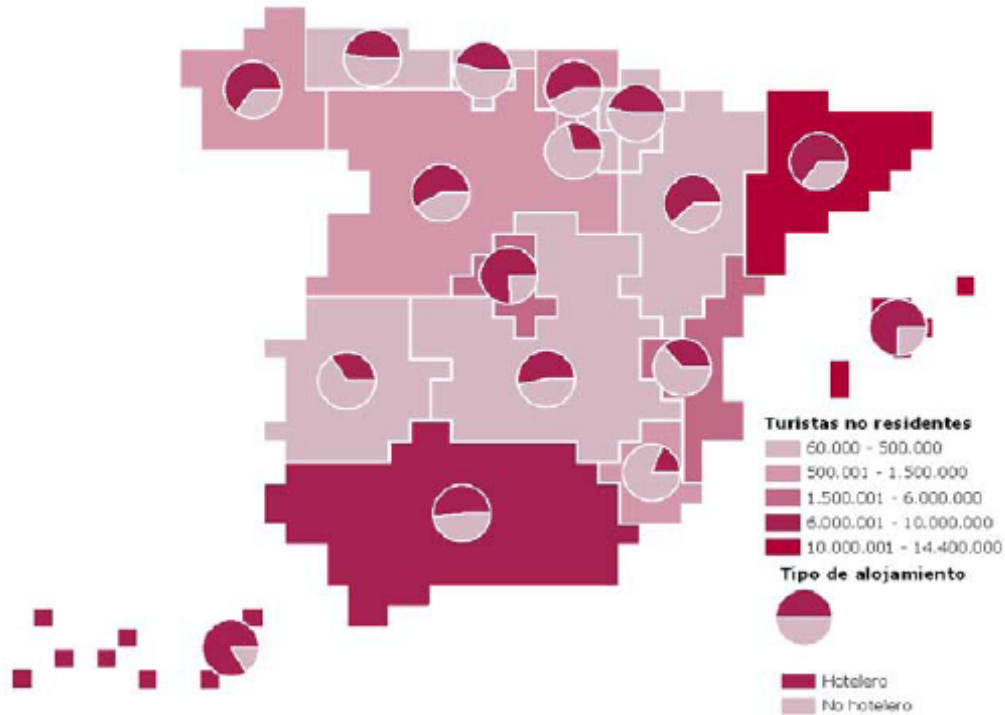 Turistas no residentes
60.000 - 500.000
500.001 - 1.500.000
1.500.001 - 6.000.000
6.000.001 - 10.000.000
10.000.001 - 14.400.000
Tipo de alojamiento
Hotelero
No hotelero